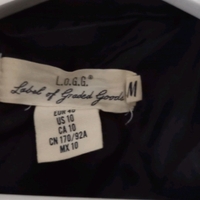 L.O.G.G.®
Label of Graded Goods
M
EUR 40
US 10
CA 10
CN 170/92A
MX 10